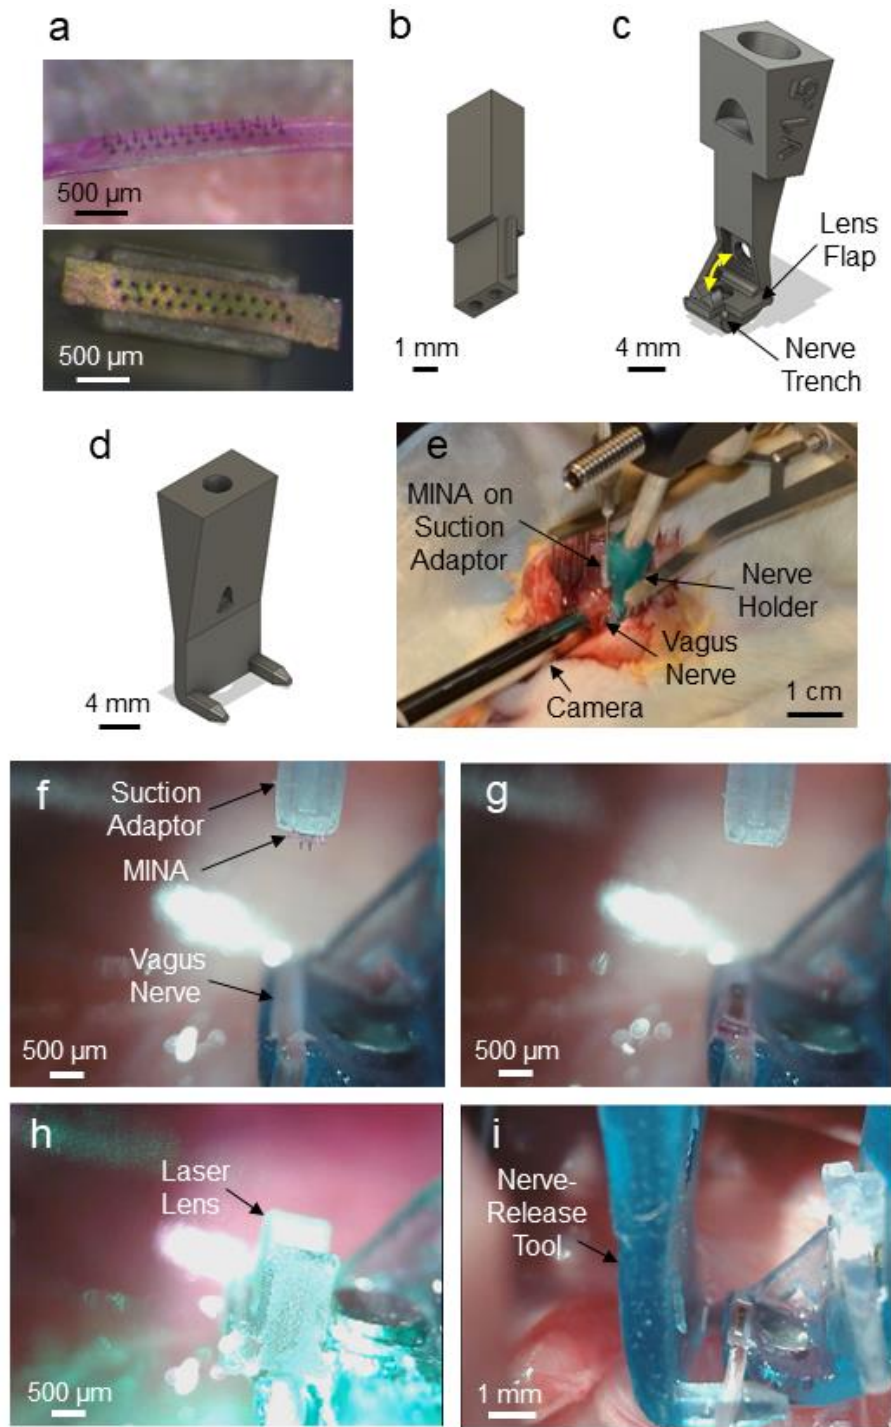 a
500 µm
500 µm
b
1 mm
c
Lens
Flap
Nerve
Trench
4 mm
d
4 mm
e
MINA on
Suction
Adaptor
Nerve
Holder
Vagus
Nerve
Camera
1 cm
f
Suction
Adaptor
MINA
Vagus
Nerve
500 µm
g
500 µm
h
Laser
Lens
500 µm
i
Nerve-
Release
Tool
1 mm